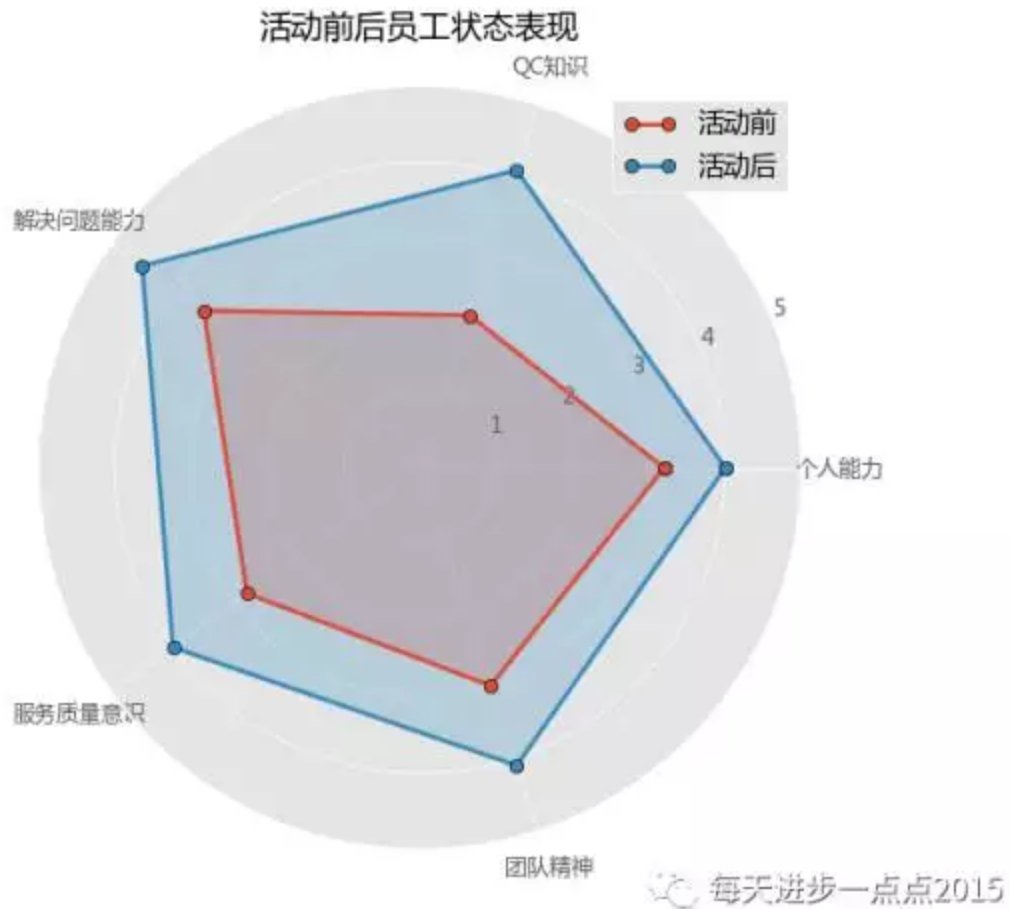 活动前后员工状态表现
QC知识
活动前
活动后
解决问题能力
5
4
3
2
1
个人能力
服务质量意识
团队精神
每天进步一点点2015